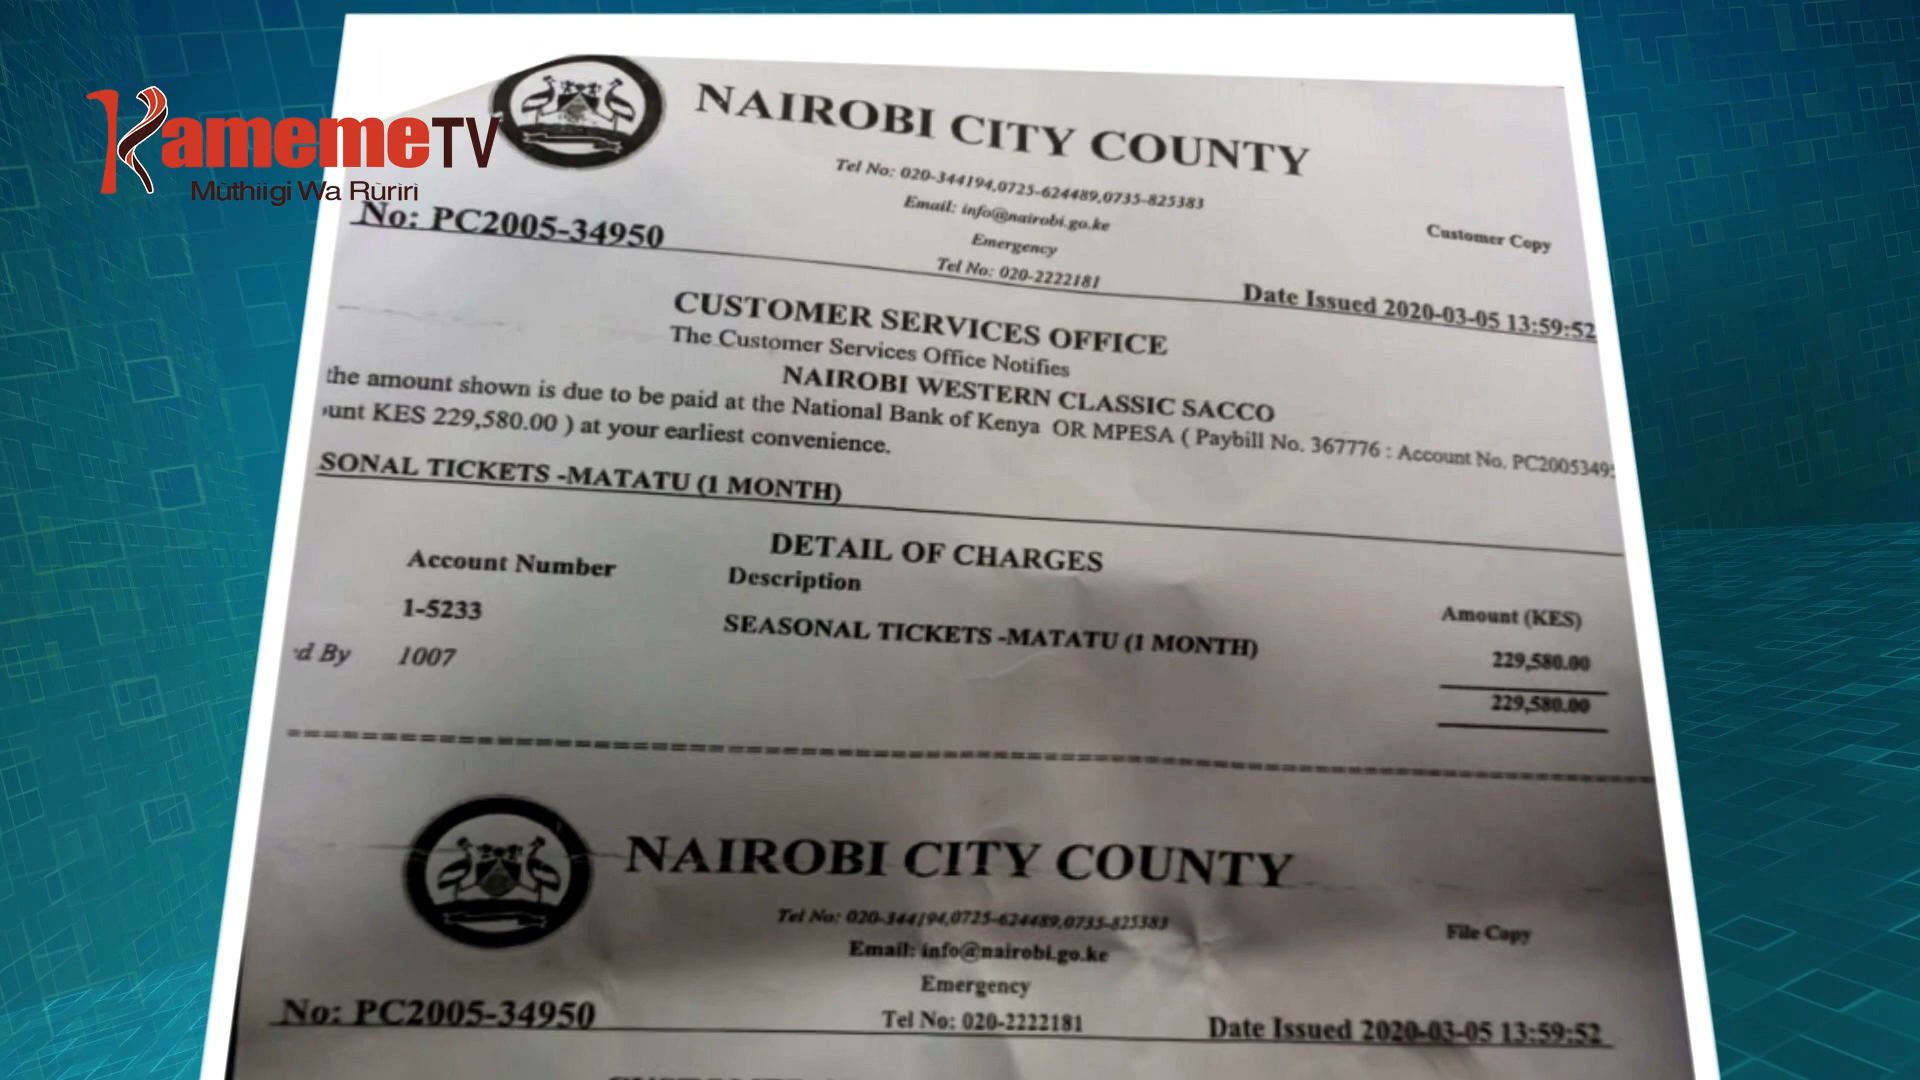 KamemeTV
Mũthiigi Wa Rũrĩrĩ
NAIROBI CITY COUNTY
Tel No: 020-344194,0725-624489,0735-825383
Email: info@nairobi.go.ke
Customer Copy
Emergency
No: PC2005-34950
Tel No: 020-2222181
Date Issued 2020-03-05 13:59:52
CUSTOMER SERVICES OFFICE
The Customer Services Office Notifies
NAIROBI WESTERN CLASSIC SACCO
the amount shown is due to be paid at the National Bank of Kenya OR MPESA ( Paybill No. 367776 : Account No. PC2005349
unt KES 229,580.00 ) at your earliest convenience.
SONAL TICKETS -MATATU (1 MONTH)
DETAIL OF CHARGES
Account Number Description Amount (KES)
1-5233 SEASONAL TICKETS -MATATU (1 MONTH) 229,580.00
d By 1007 229,580.00
NAIROBI CITY COUNTY
Tel No: 020-344194,0725-624489,0735-825383
File Copy
Email: info@nairobi.go.ke
Emergency
No: PC2005-34950
Tel No: 020-2222181
Date Issued 2020-03-05 13:59:52